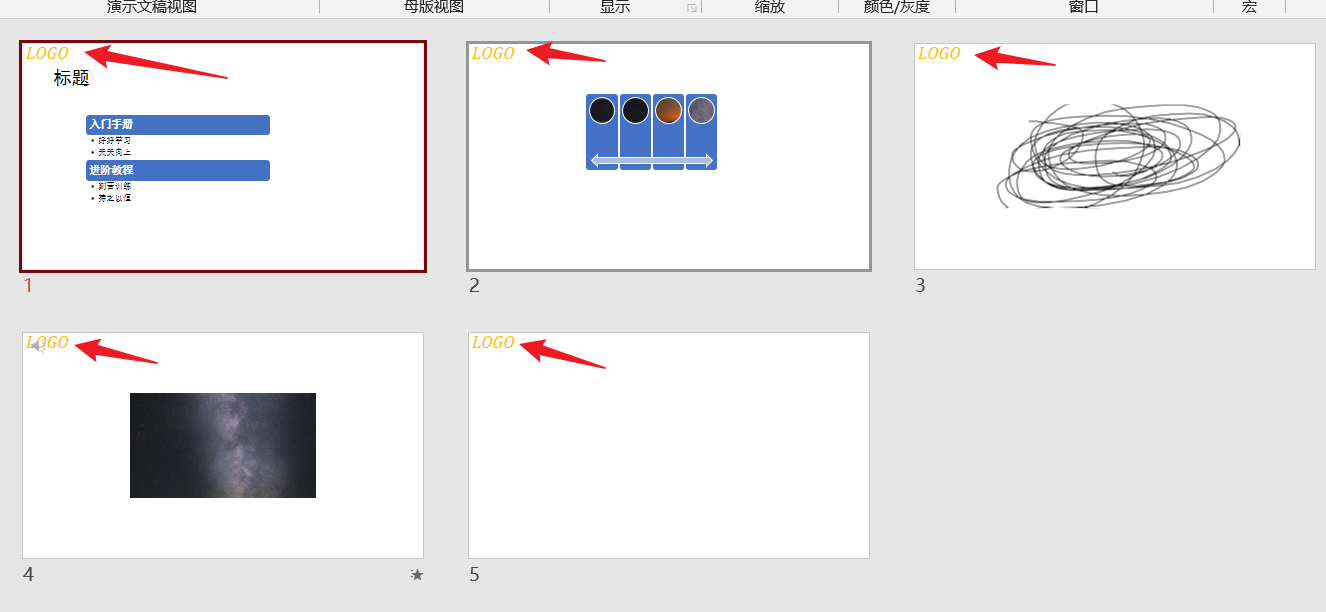 演示文稿视图 母版视图 显示 缩放 颜色/灰度 窗口 宏
LOGO
标题
入门手册
• 好好学习
• 天天向上
进阶教程
• 刻苦训练
• 持之以恒
1
LOGO
2
LOGO
3
LOGO
4
LOGO
5